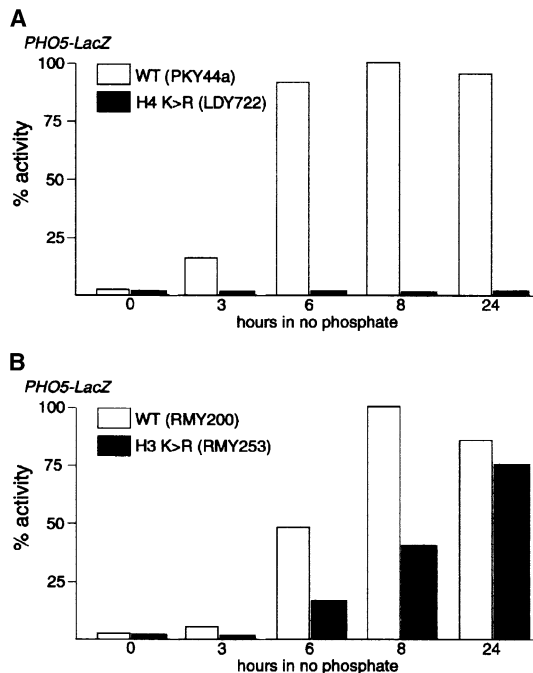 A
PHO5-LacZ
100
75
50
25
% activity
WT (PKY44a)
H4 K>R (LDY722)
0 3 6 8 24
hours in no phosphate
B
PHO5-LacZ
100
75
50
25
% activity
WT (RMY200)
H3 K>R (RMY253)
0 3 6 8 24
hours in no phosphate